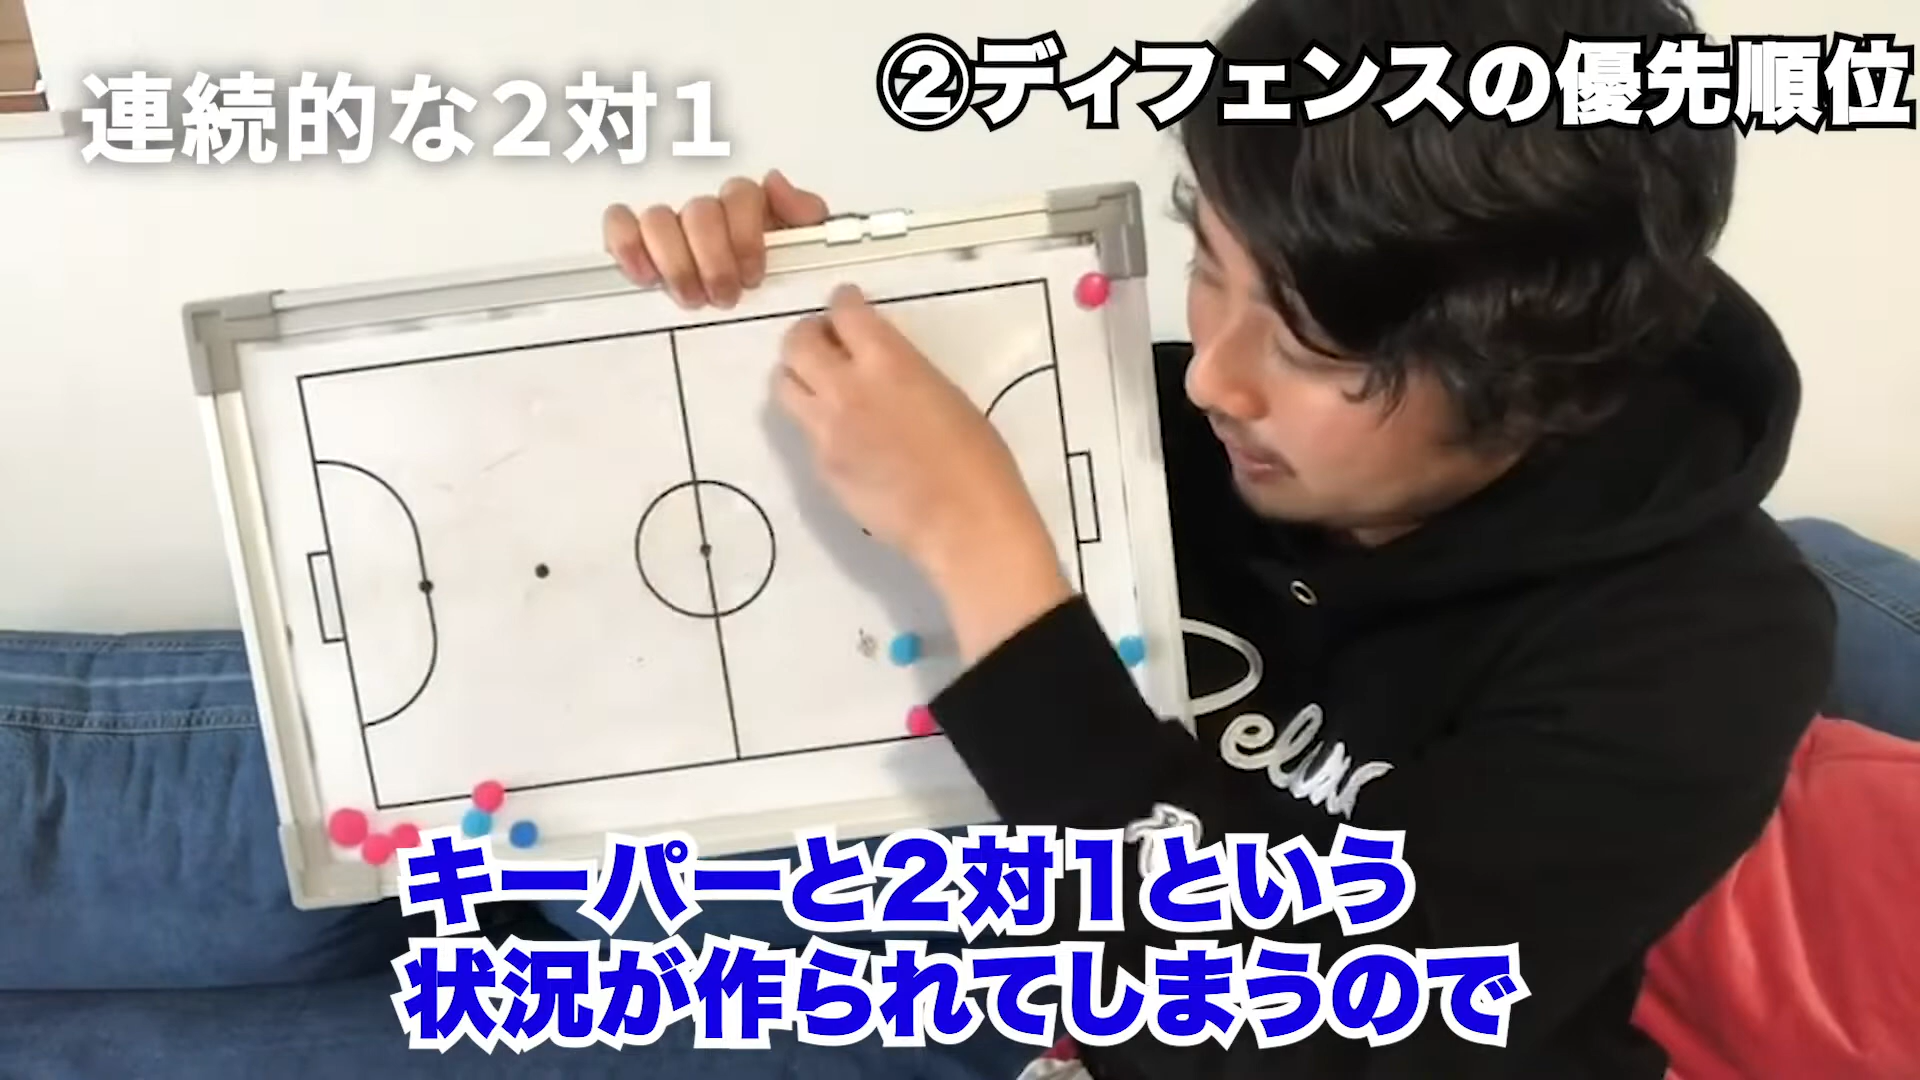 連続的な2対1
②ディフェンスの優先順位
キーパーと2対1という
状況が作られてしまうので